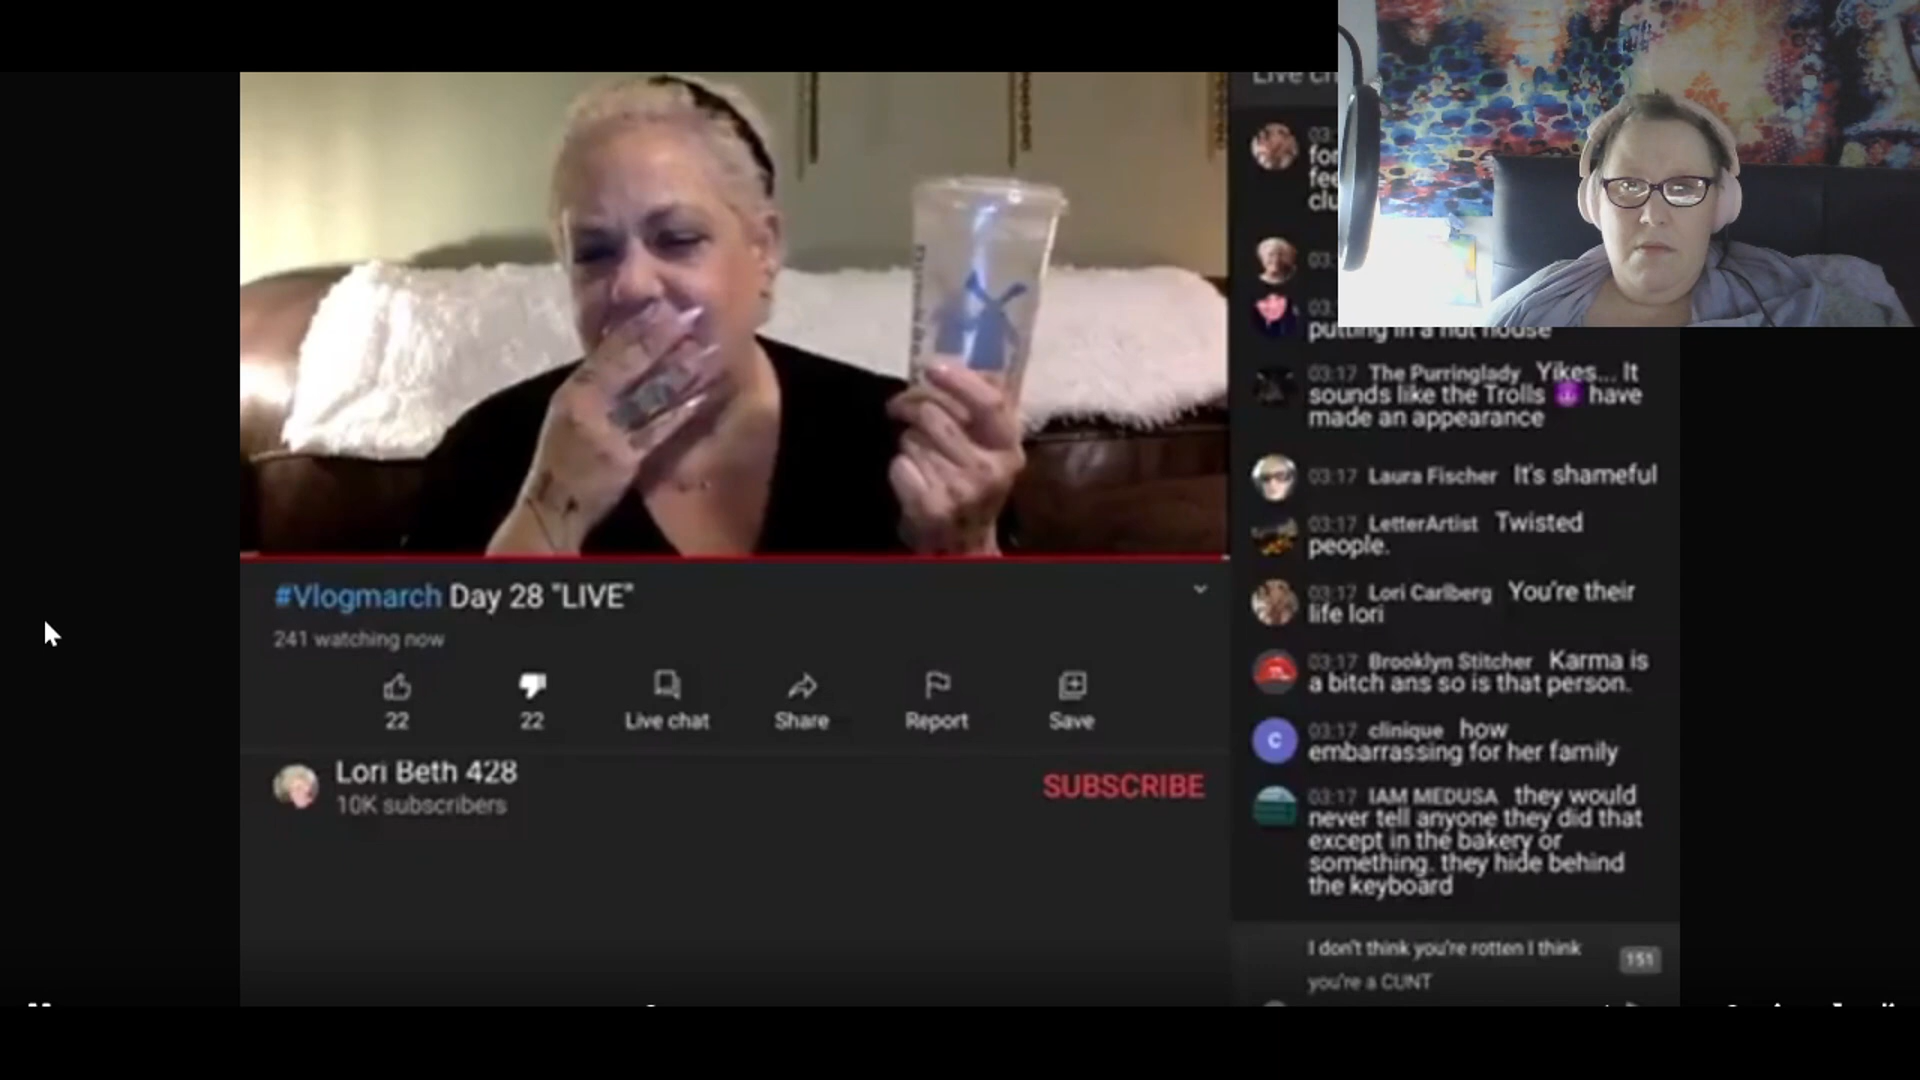 #Vlogmarch Day 28 "LIVE"
241 watching now
22
22
Live chat
Share
Report
Save
Lori Beth 428
10K subscribers
SUBSCRIBE
03:17 The Purringlady Yikes... It
sounds like the Trolls 😈 have
made an appearance
03:17 Laura Fischer It's shameful
03:17 LetterArtist Twisted
people.
03:17 Lori Carlberg You're their
life lori
03:17 Brooklyn Stitcher Karma is
a bitch ans so is that person.
C
03:17 clinique how
embarrassing for her family
03:17 IAM MEDUSA they would
never tell anyone they did that
except in the bakery or
something. they hide behind
the keyboard
I don't think you're rotten I think
you're a CUNT
151